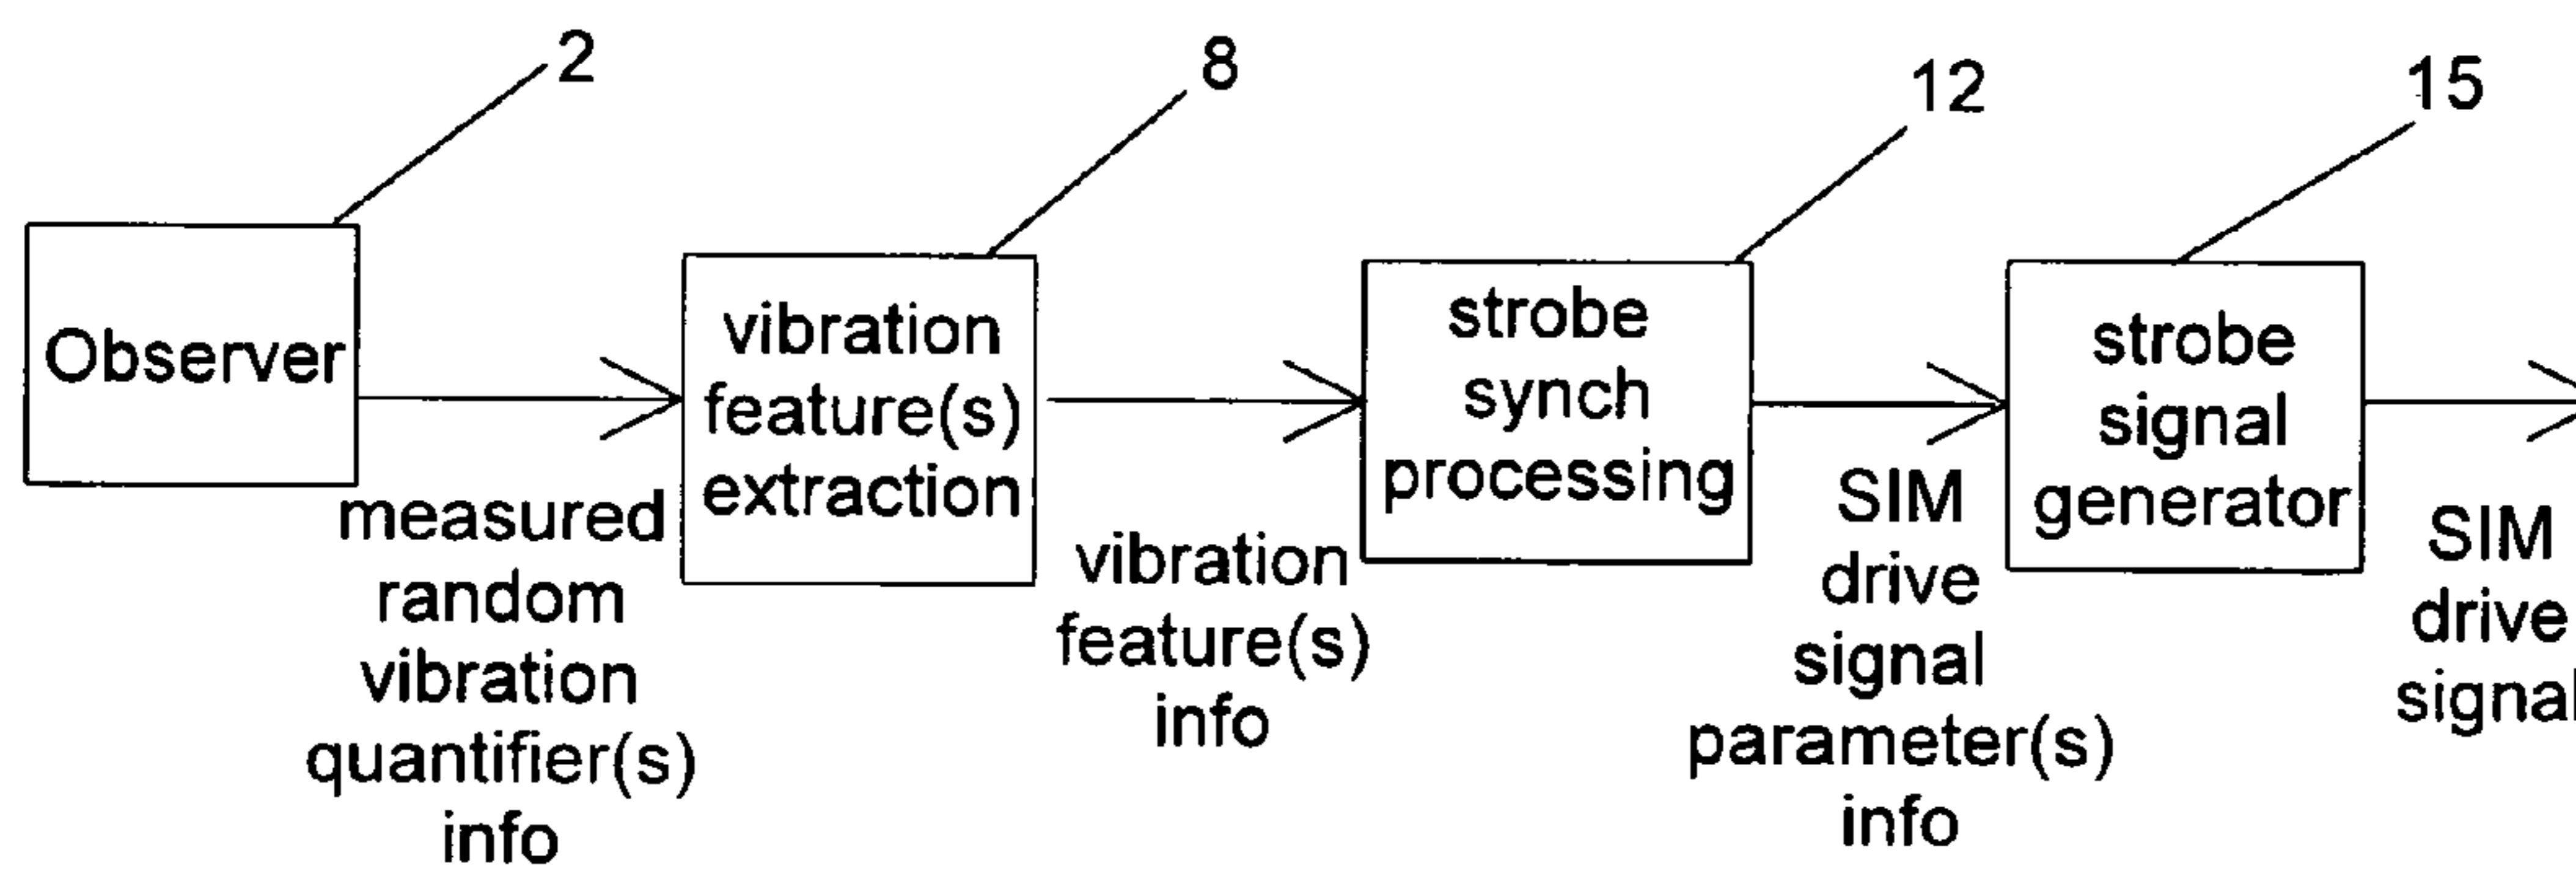 2
8
12
15
Observer
vibration
feature(s)
extraction
strobe
synch
processing
strobe
signal
generator
measured
random
vibration
quantifier(s)
info
vibration
feature(s)
info
SIM
drive
signal
parameter(s)
info
SIM
drive
signal